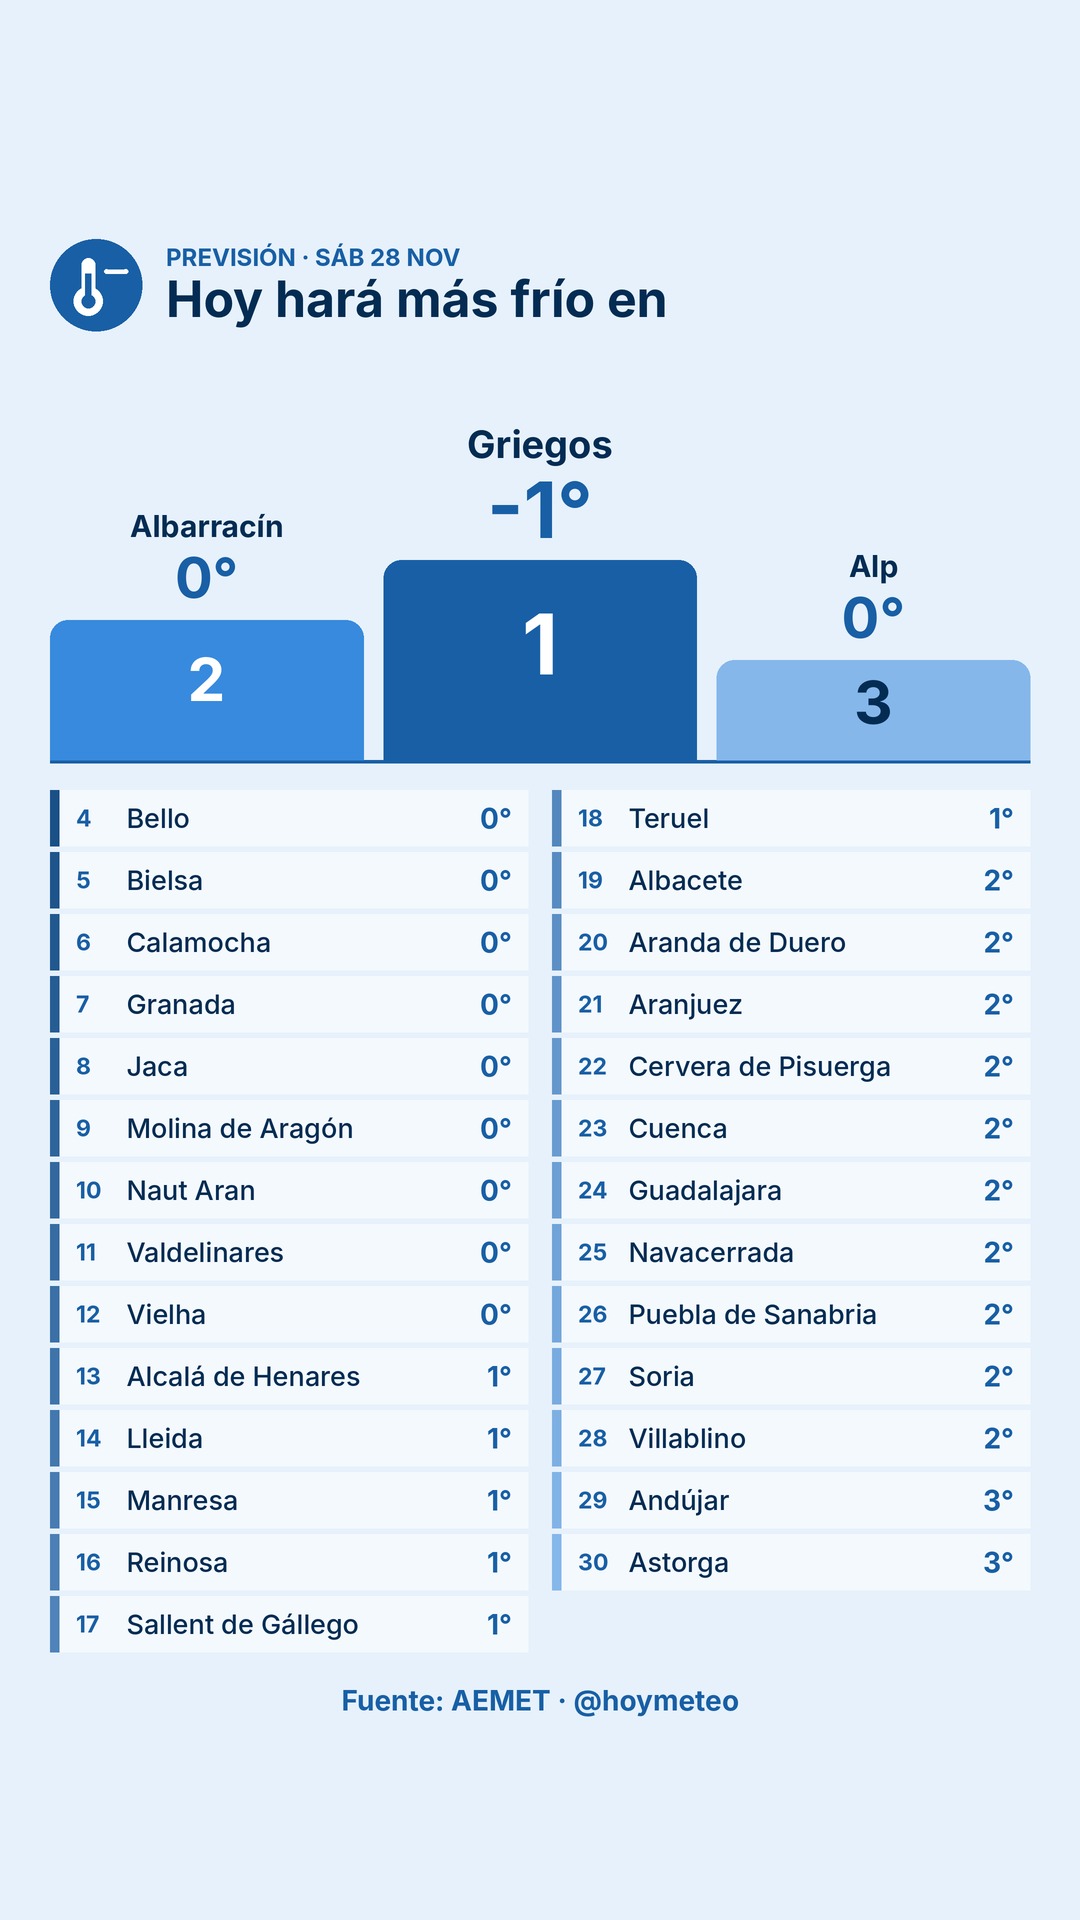 PREVISIÓN · SÁB 28 NOV
Hoy hará más frío en
Griegos
-1°
Albarracín
0°
Alp
0°
1
2
3
4 Bello 0°
5 Bielsa 0°
6 Calamocha 0°
7 Granada 0°
8 Jaca 0°
9 Molina de Aragón 0°
10 Naut Aran 0°
11 Valdelinares 0°
12 Vielha 0°
13 Alcalá de Henares 1°
14 Lleida 1°
15 Manresa 1°
16 Reinosa 1°
17 Sallent de Gállego 1°
18 Teruel 1°
19 Albacete 2°
20 Aranda de Duero 2°
21 Aranjuez 2°
22 Cervera de Pisuerga 2°
23 Cuenca 2°
24 Guadalajara 2°
25 Navacerrada 2°
26 Puebla de Sanabria 2°
27 Soria 2°
28 Villablino 2°
29 Andújar 3°
30 Astorga 3°
Fuente: AEMET · @hoymeteo